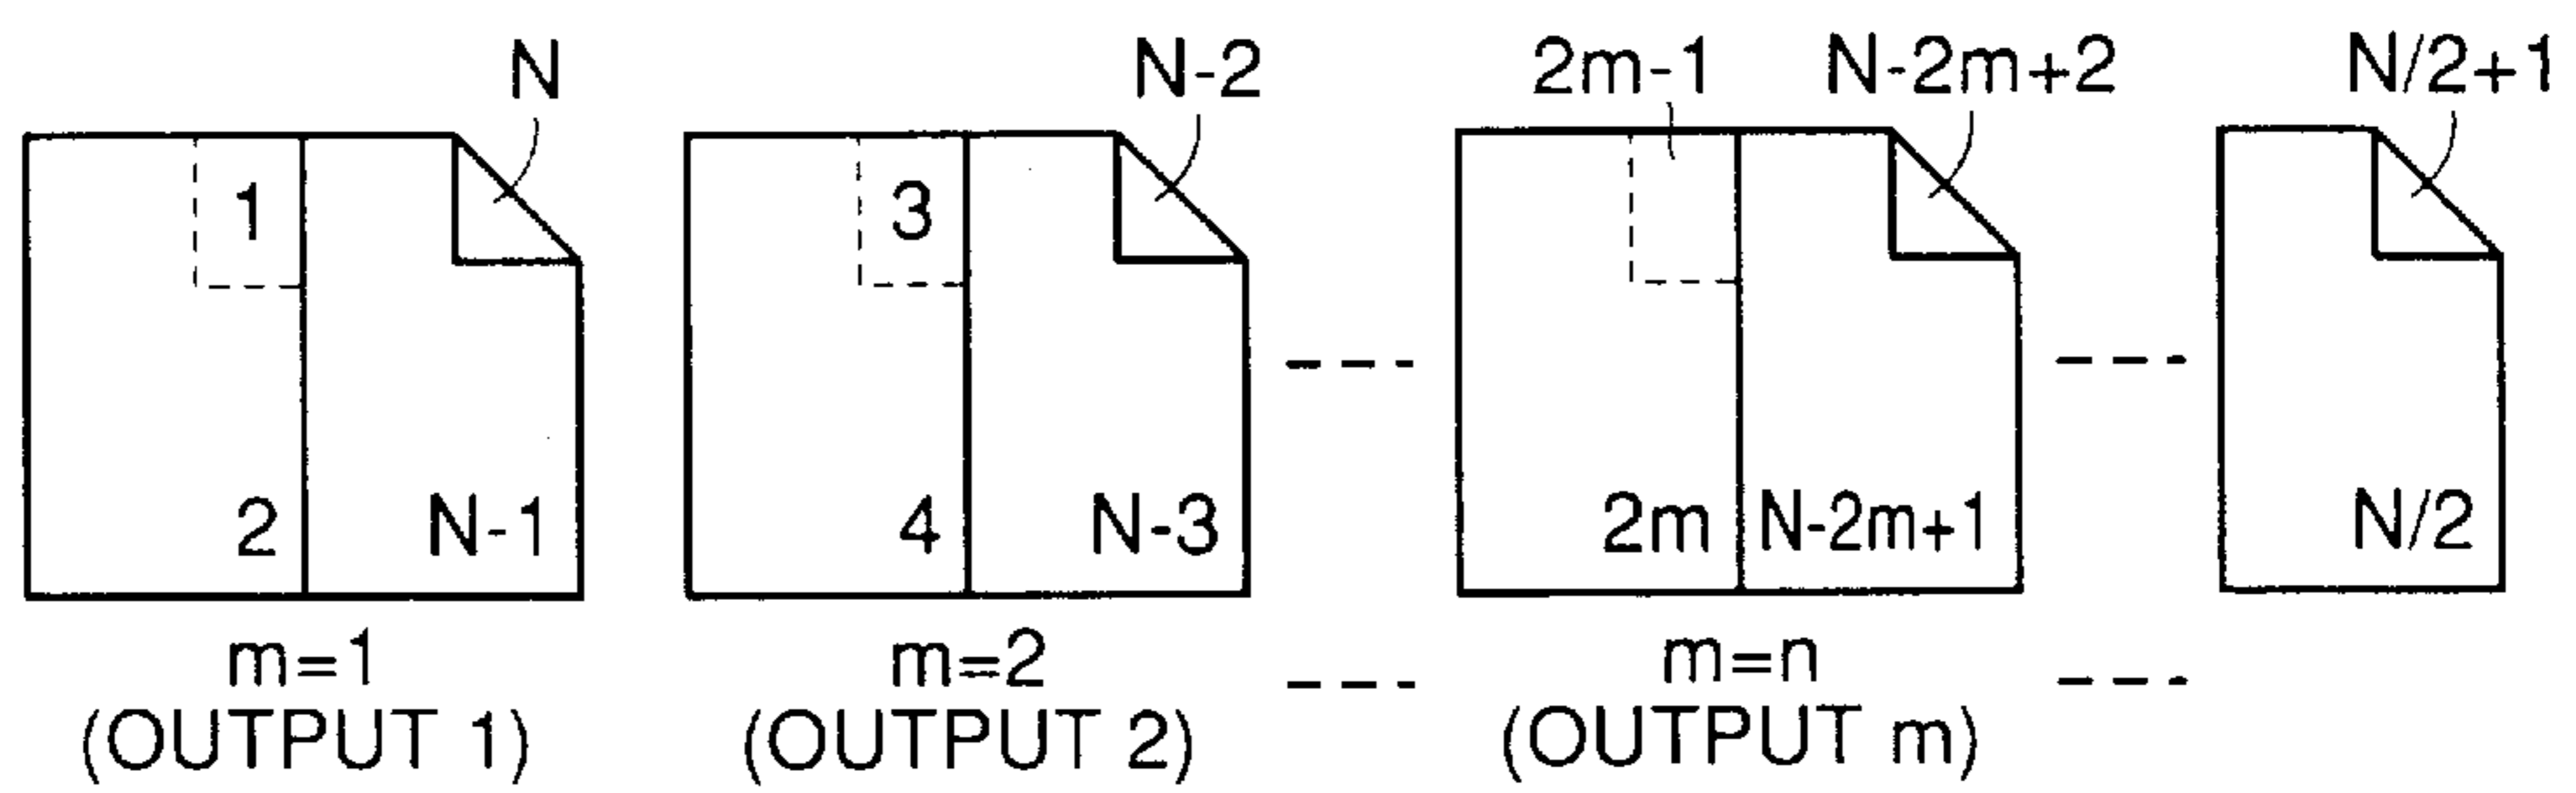 N
N-2
2m-1
N-2m+2
N/2+1
1
3
2
N-1
4
N-3
2m
N-2m+1
N/2
m=1
m=2
m=n
(OUTPUT 1)
(OUTPUT 2)
(OUTPUT m)